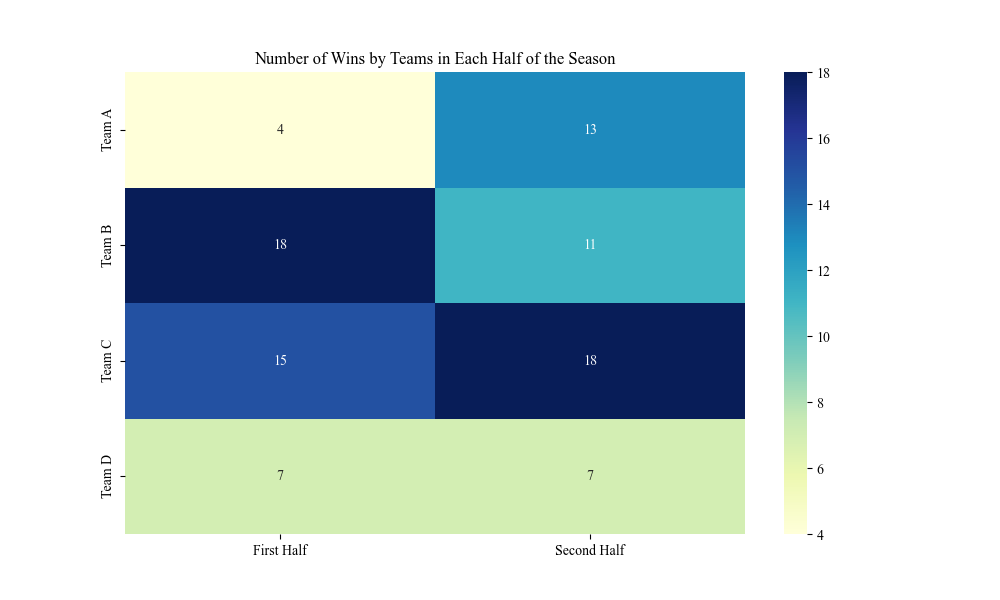 Number of Wins by Teams in Each Half of the Season
Team A
4
13
Team B
18
11
Team C
15
18
Team D
7
7
First Half
Second Half
18
16
14
12
10
8
6
4